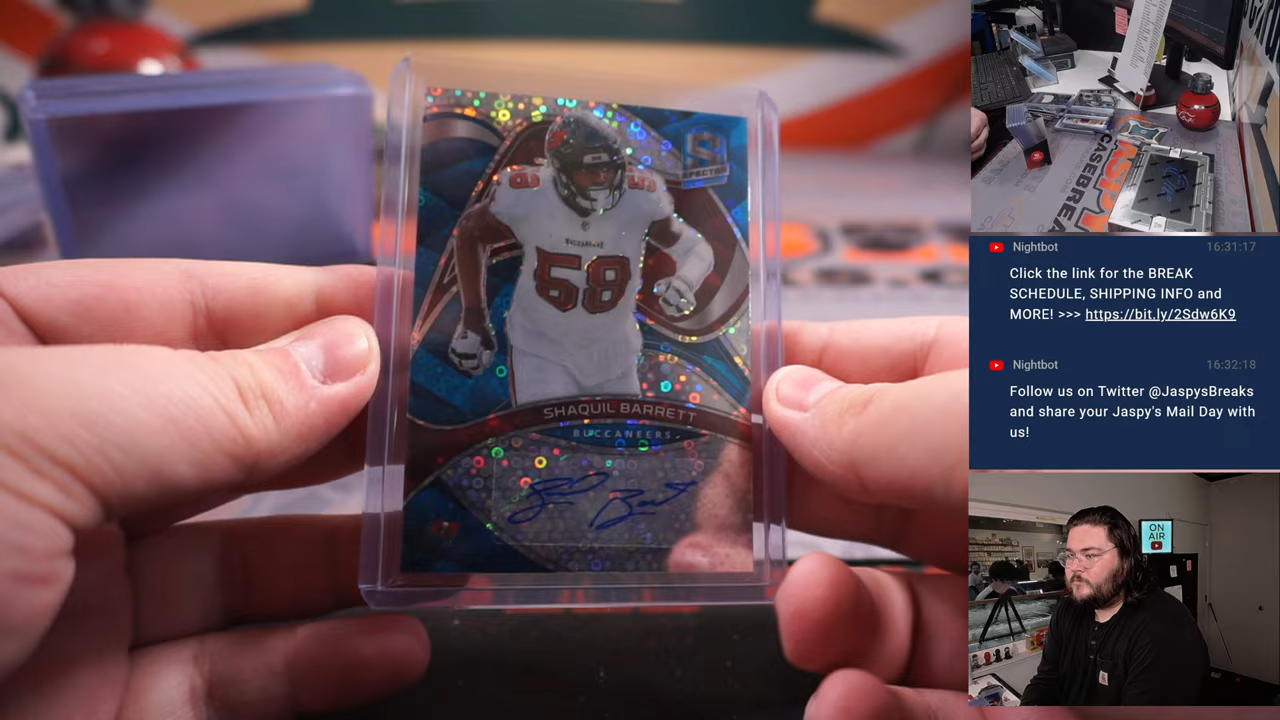 SPECTRA
58
BUCCANEERS
58
SHAQUIL BARRETT
BUCCANEERS
CASEBREA
Nightbot 16:31:17
Click the link for the BREAK
SCHEDULE, SHIPPING INFO and
MORE! >>> https://bit.ly/2Sdw6K9
Nightbot 16:32:18
Follow us on Twitter @JaspysBreaks
and share your Jaspy's Mail Day with
us!
ON
AIR